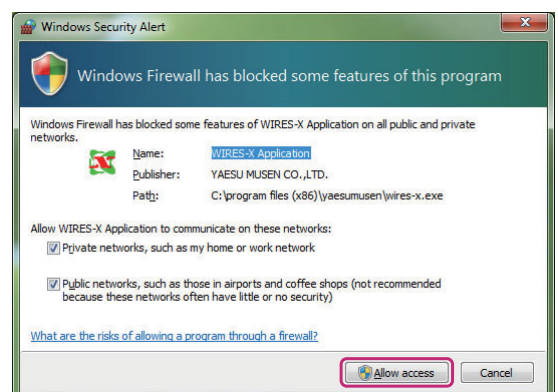 Windows Security Alert
x
Windows Firewall has blocked some features of this program
Windows Firewall has blocked some features of WIRES-X Application on all public and private
networks.
Name: WIRES-X Application
Publisher: YAESU MUSEN CO.,LTD.
Path: C:\program files (x86)\yaesumusen\wires-x.exe
Allow WIRES-X Application to communicate on these networks:
Private networks, such as my home or work network
Public networks, such as those in airports and coffee shops (not recommended
because these networks often have little or no security)
What are the risks of allowing a program through a firewall?
Allow access Cancel